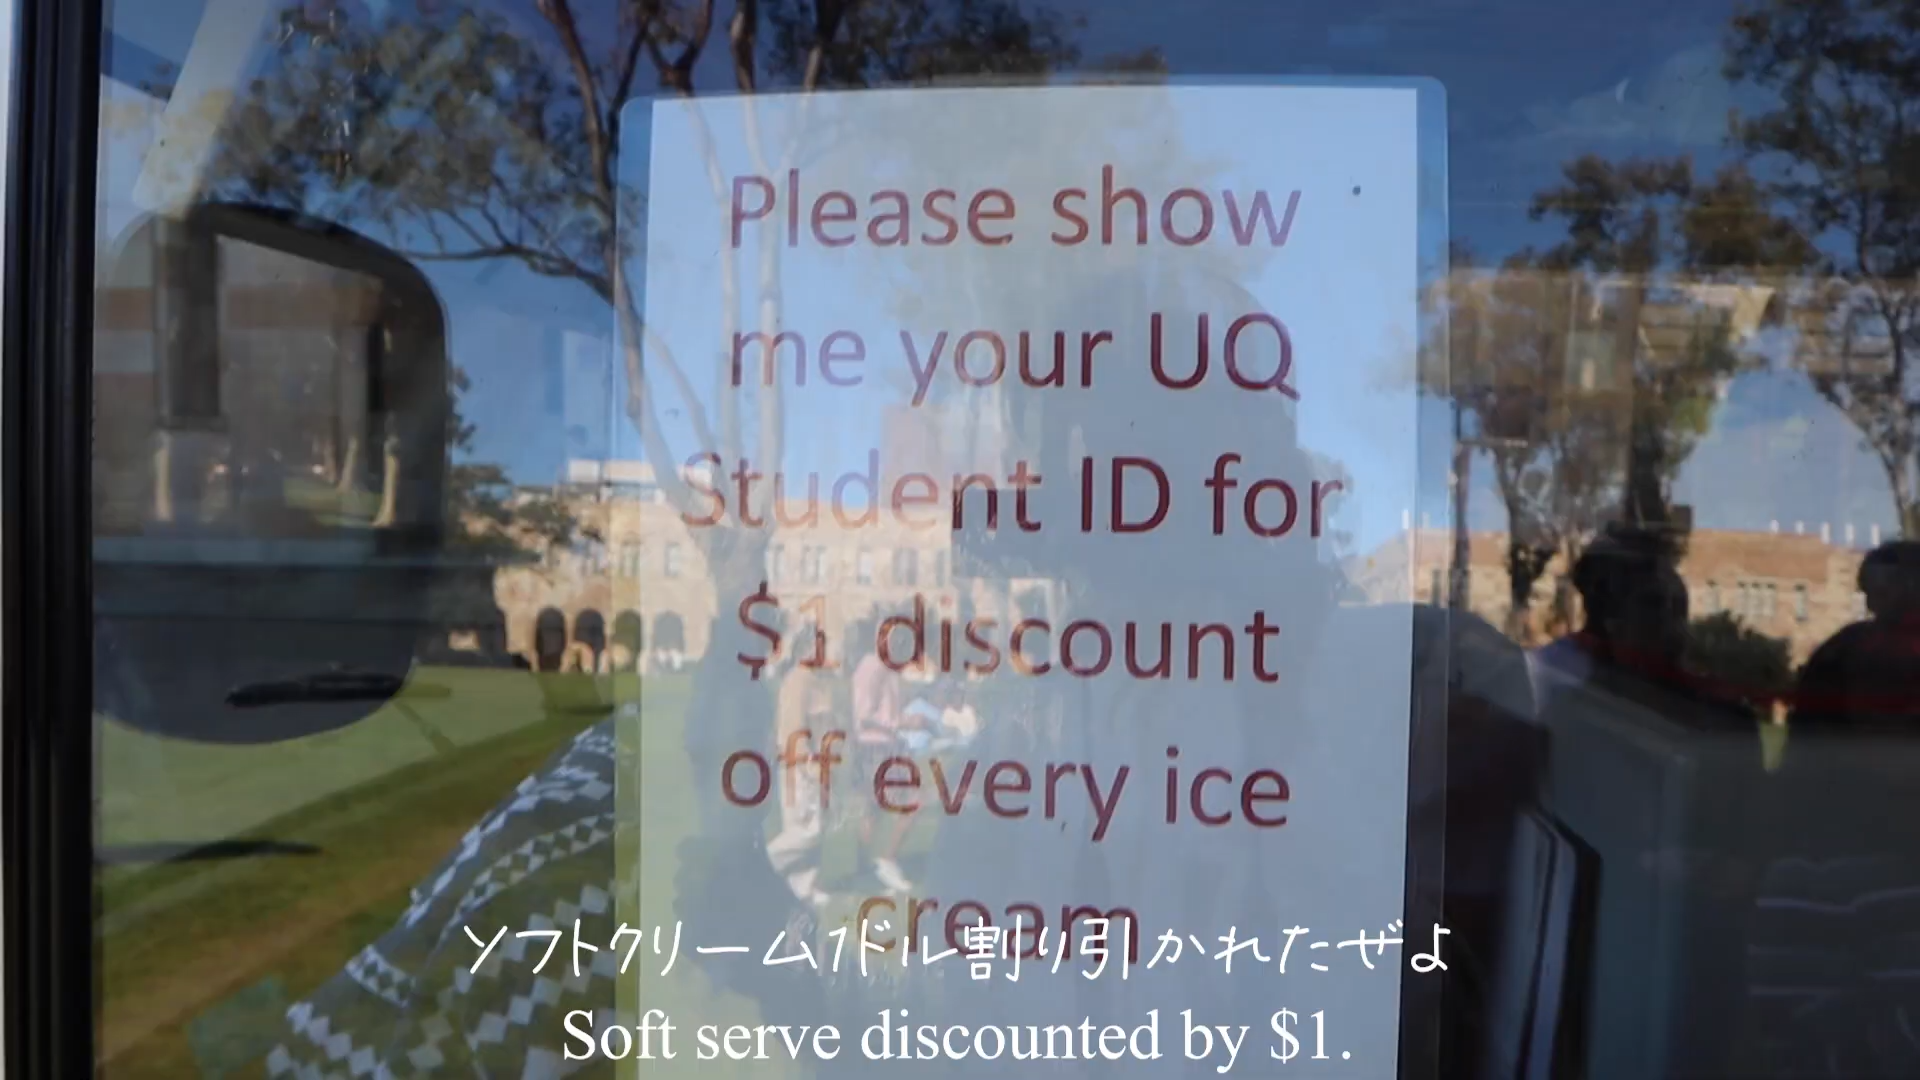 Please show
me your UQ
Student ID for
$1 discount
off every ice
cream
ソフトクリーム1ドル割り引かれたぜよ
Soft serve discounted by $1.